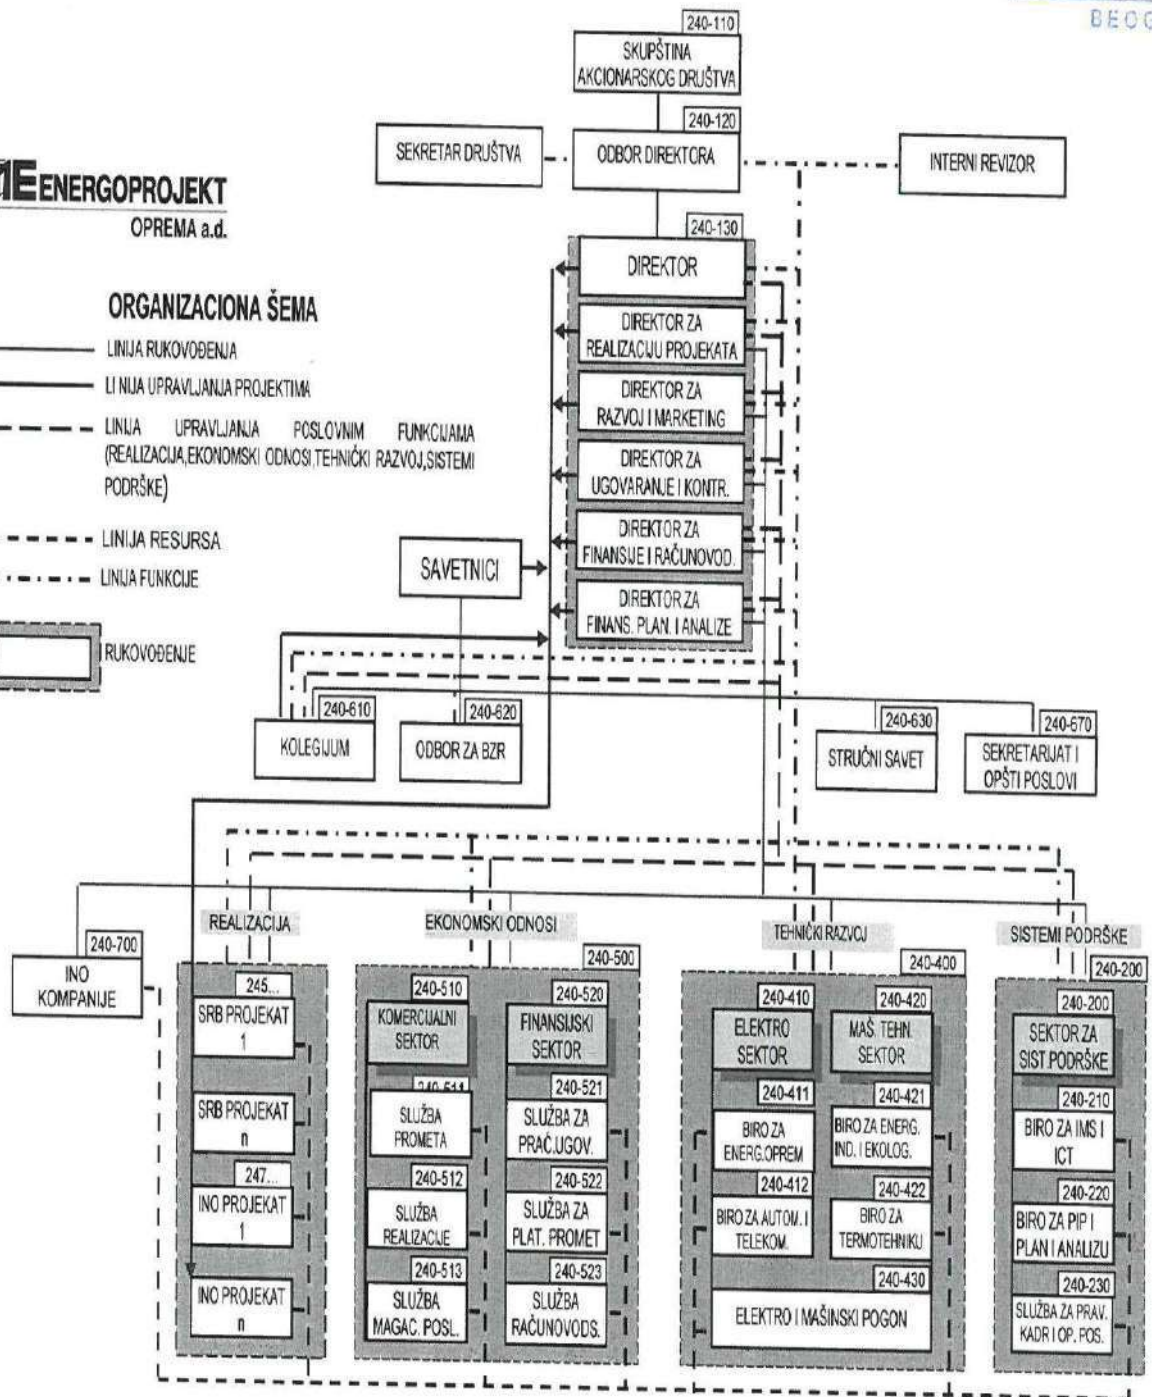 BEOG
240-110
SKUPŠTINA
AKCIONARSKOG DRUŠTVA
240-120
SEKRETAR DRUŠTVA
ODBOR DIREKTORA
INTERNI REVIZOR
ENERGOPROJEKT
OPREMA a.d.
240-130
DIREKTOR
ORGANIZACIONA ŠEMA
LINIJA RUKOVOĐENJA
LINIJA UPRAVLJANJA PROJEKTIMA
LINIJA UPRAVLJANJA POSLOVNIM FUNKCIJAMA
(REALIZACIJA,EKONOMSKI ODNOSI,TEHNIČKI RAZVOJ,SISTEMI
PODRŠKE)
LINIJA RESURSA
LINIJA FUNKCIJE
RUKOVOĐENJE
DIREKTOR ZA
REALIZACIJU PROJEKATA
DIREKTOR ZA
RAZVOJ I MARKETING
DIREKTOR ZA
UGOVARANJE I KONTR.
DIREKTOR ZA
FINANSIJE I RAČUNOVOD.
DIREKTOR ZA
FINANS. PLAN. I ANALIZE
SAVETNICI
240-610
KOLEGIJUM
240-620
ODBOR ZA BZR
240-630
STRUČNI SAVET
240-670
SEKRETARIJAT I
OPŠTI POSLOVI
REALIZACIJA
EKONOMSKI ODNOSI
TEHNIČKI RAZVOJ
SISTEMI PODRŠKE
240-700
INO
KOMPANIJE
245...
SRB PROJEKAT
1
SRB PROJEKAT
n
247...
INO PROJEKAT
1
INO PROJEKAT
n
240-500
240-510
KOMERCIJALNI
SEKTOR
240-511
SLUŽBA
PROMETA
240-512
SLUŽBA
REALIZACIJE
240-513
SLUŽBA
MAGAC. POSL.
240-520
FINANSIJSKI
SEKTOR
240-521
SLUŽBA ZA
PRAĆ.UGOV.
240-522
SLUŽBA ZA
PLAT. PROMET
240-523
SLUŽBA
RAČUNOVODS.
240-400
240-410
ELEKTRO
SEKTOR
240-411
BIRO ZA
ENERG.OPREM
240-412
BIRO ZA AUTOM. I
TELEKOM.
240-420
MAŠ. TEHN.
SEKTOR
240-421
BIRO ZA ENERG.
IND. I EKOLOG.
240-422
BIRO ZA
TERMOTEHNIKU
240-430
ELEKTRO I MAŠINSKI POGON
240-200
240-200
SEKTOR ZA
SIST.PODRŠKE
240-210
BIRO ZA IMS I
ICT
240-220
BIRO ZA PIP I
PLAN I ANALIZU
240-230
SLUŽBA ZA PRAV.
KADR I OP. POS.